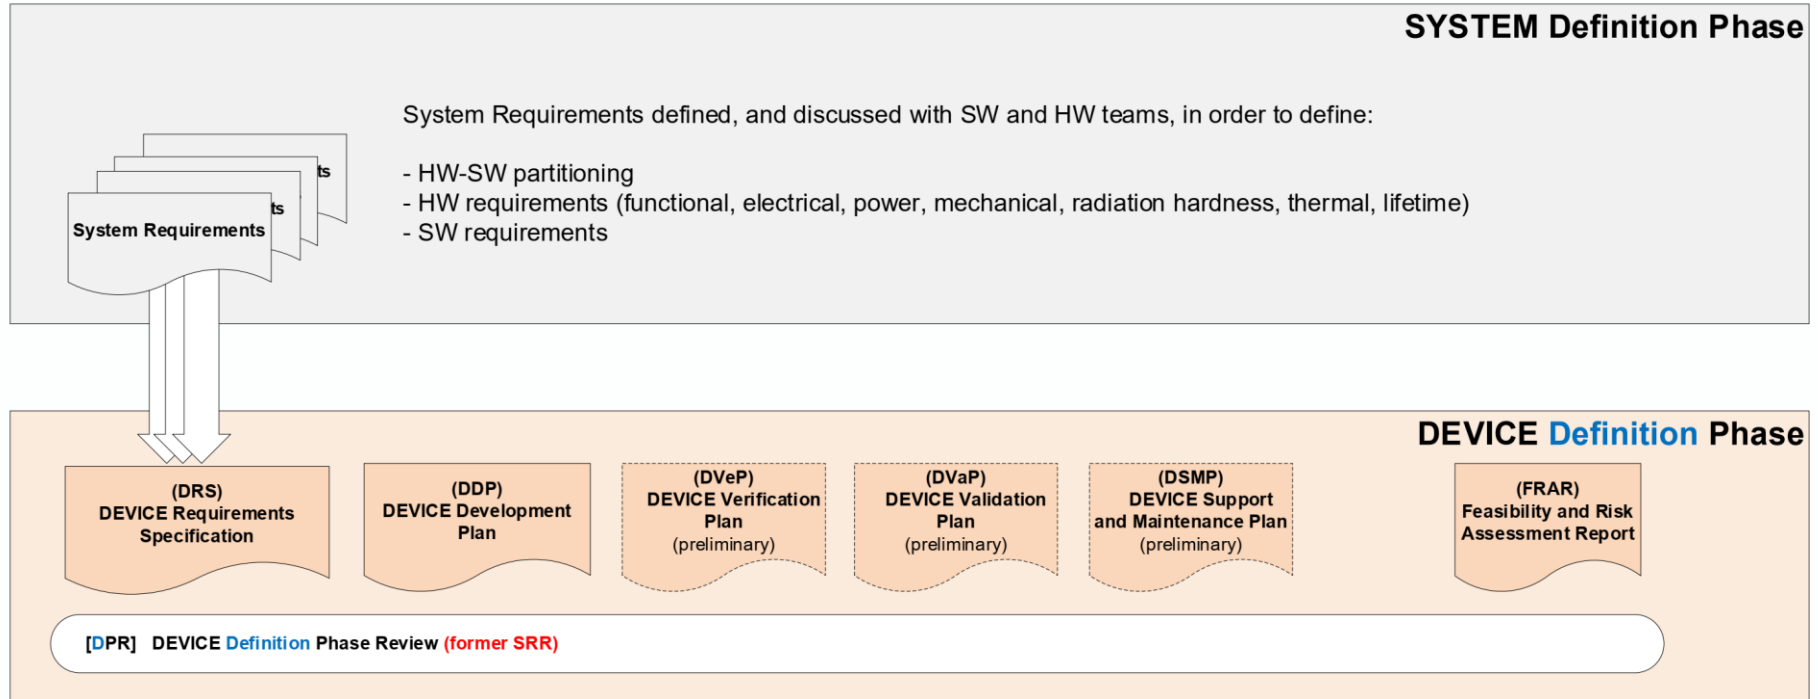 SYSTEM Definition Phase
System Requirements defined, and discussed with SW and HW teams, in order to define:
- HW-SW partitioning
- HW requirements (functional, electrical, power, mechanical, radiation hardness, thermal, lifetime)
- SW requirements
ts
ts
System Requirements
DEVICE Definition Phase
(DRS)
DEVICE Requirements
Specification
(DDP)
DEVICE Development
Plan
(DVeP)
DEVICE Verification
Plan
(preliminary)
(DVaP)
DEVICE Validation
Plan
(preliminary)
(DSMP)
DEVICE Support
and Maintenance Plan
(preliminary)
(FRAR)
Feasibility and Risk
Assessment Report
[DPR] DEVICE Definition Phase Review (former SRR)